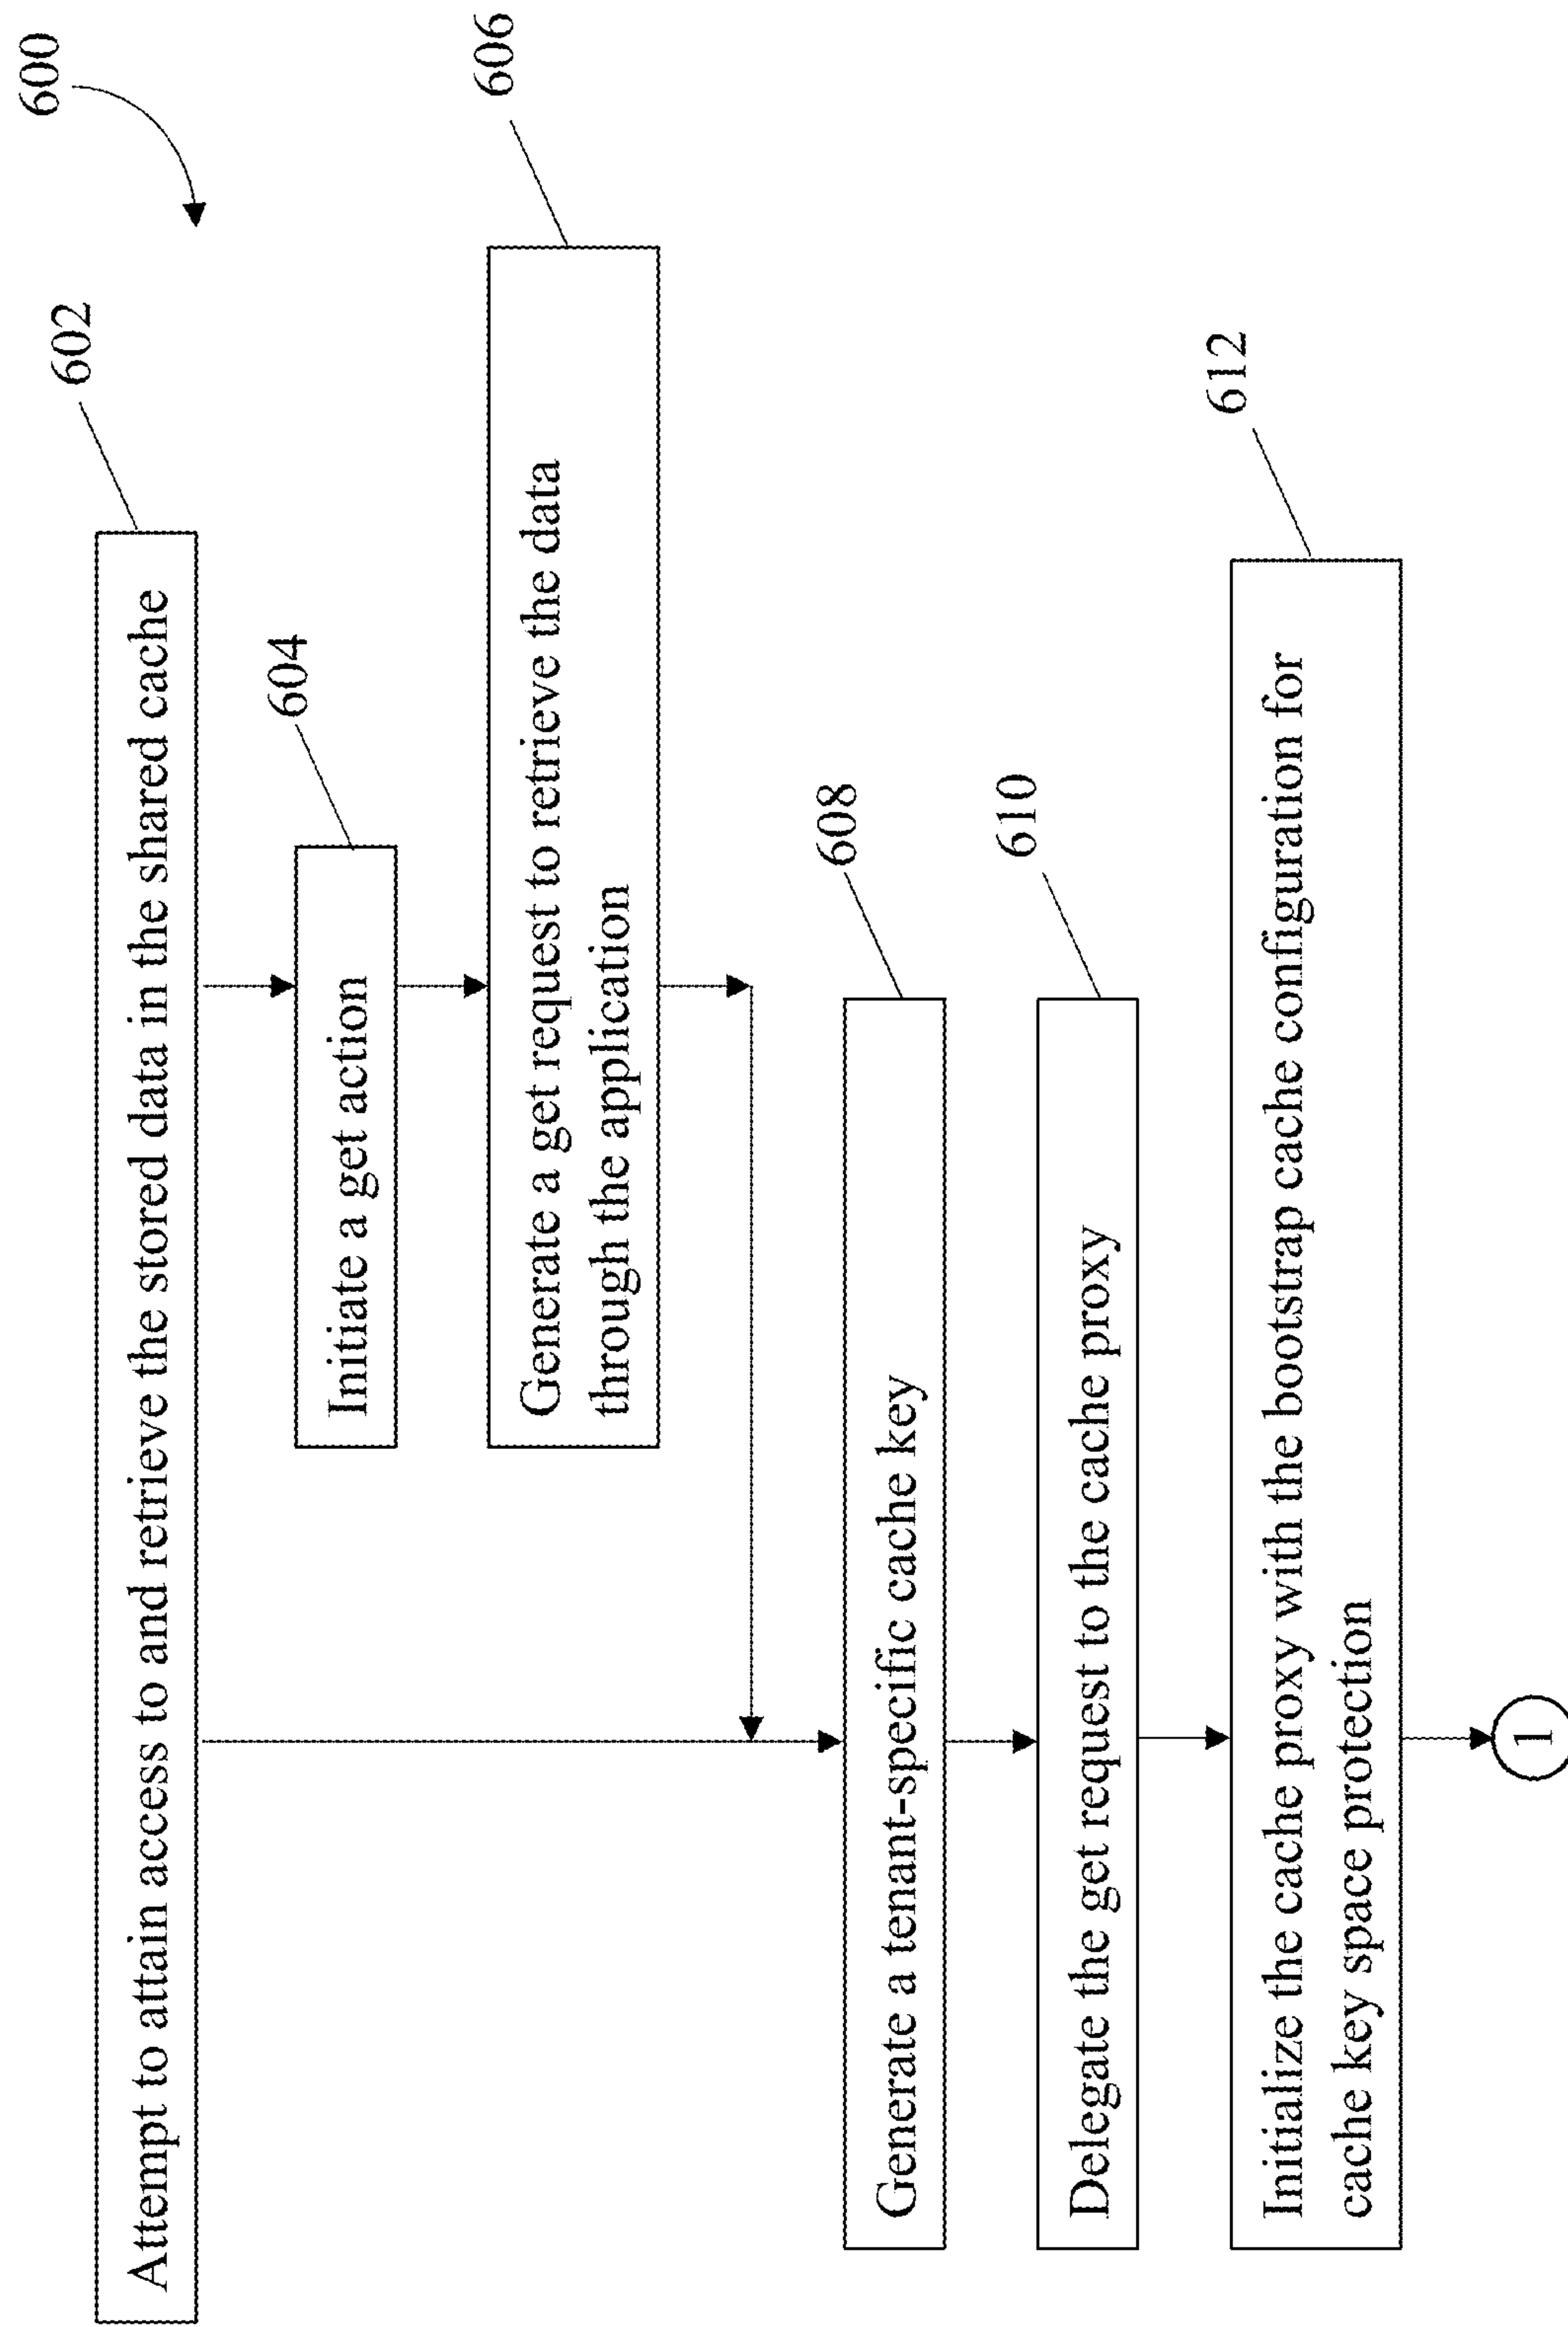 600
602
Attempt to attain access to and retrieve the stored data in the shared cache
604
Initiate a get action
606
Generate a get request to retrieve the data
through the application
608
Generate a tenant-specific cache key
610
Delegate the get request to the cache proxy
612
Initialize the cache proxy with the bootstrap cache configuration for
cache key space protection
1